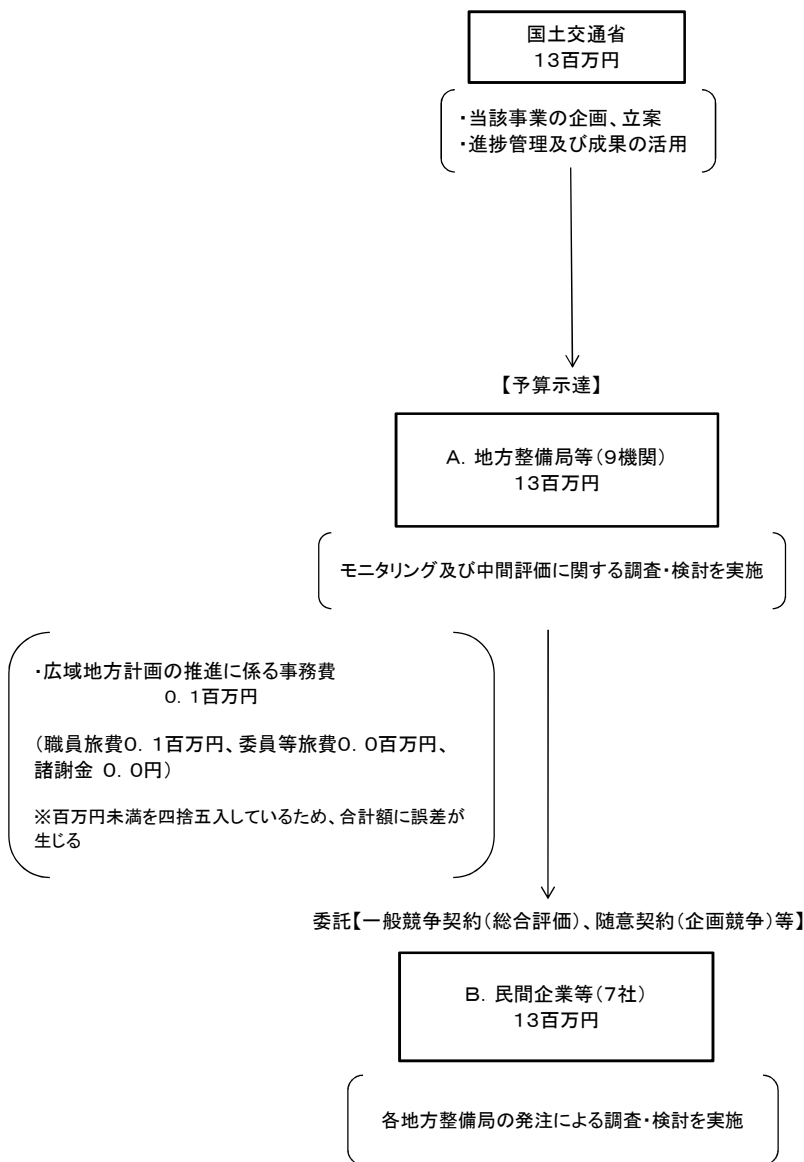 国土交通省
13百万円
・当該事業の企画、立案
・進捗管理及び成果の活用
【予算示達】
A．地方整備局等（9機関）
13百万円
モニタリング及び中間評価に関する調査・検討を実施
・広域地方計画の推進に係る事務費
0．1百万円
（職員旅費0．1百万円、委員等旅費0．0百万円、
諸謝金 0．0円）
※百万円未満を四捨五入しているため、合計額に誤差が
生じる
委託【一般競争契約（総合評価）、随意契約（企画競争）等】
B．民間企業等（7社）
13百万円
各地方整備局の発注による調査・検討を実施